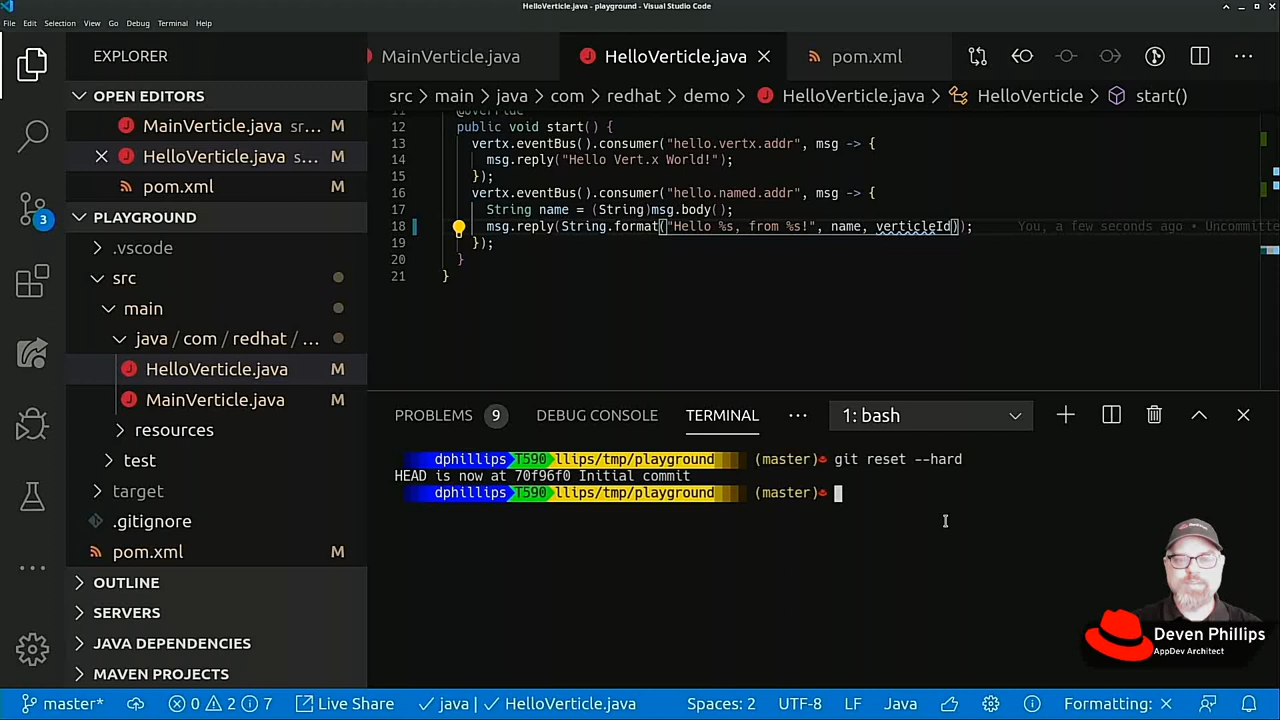 HelloVerticle.java - playground - Visual Studio Code
File Edit Selection View Go Debug Terminal Help
EXPLORER
OPEN EDITORS
MainVerticle.java sr... M
HelloVerticle.java s... M
pom.xml M
PLAYGROUND
.vscode
src
main
java / com / redhat / ...
HelloVerticle.java M
MainVerticle.java M
resources
test
target
.gitignore
pom.xml M
OUTLINE
SERVERS
JAVA DEPENDENCIES
MAVEN PROJECTS
3
MainVerticle.java HelloVerticle.java pom.xml
src > main > java > com > redhat > demo > HelloVerticle.java > HelloVerticle > start()
11 @Override
12 public void start() {
13 vertx.eventBus().consumer("hello.vertx.addr", msg -> {
14 msg.reply("Hello Vert.x World!");
15 });
16 vertx.eventBus().consumer("hello.named.addr", msg -> {
17 String name = (String)msg.body();
18 msg.reply(String.format("Hello %s, from %s!", name, verticleId)); You, a few seconds ago • Uncommitte
19 });
20 }
21 }
PROBLEMS 9 DEBUG CONSOLE TERMINAL ... 1: bash
dphillips T590 llips/tmp/playground (master) git reset --hard
HEAD is now at 70f96f0 Initial commit
dphillips T590 llips/tmp/playground (master)
Deven Phillips
AppDev Architect
master* 0 2 7 Live Share java | HelloVerticle.java Spaces: 2 UTF-8 LF Java Formatting: ×